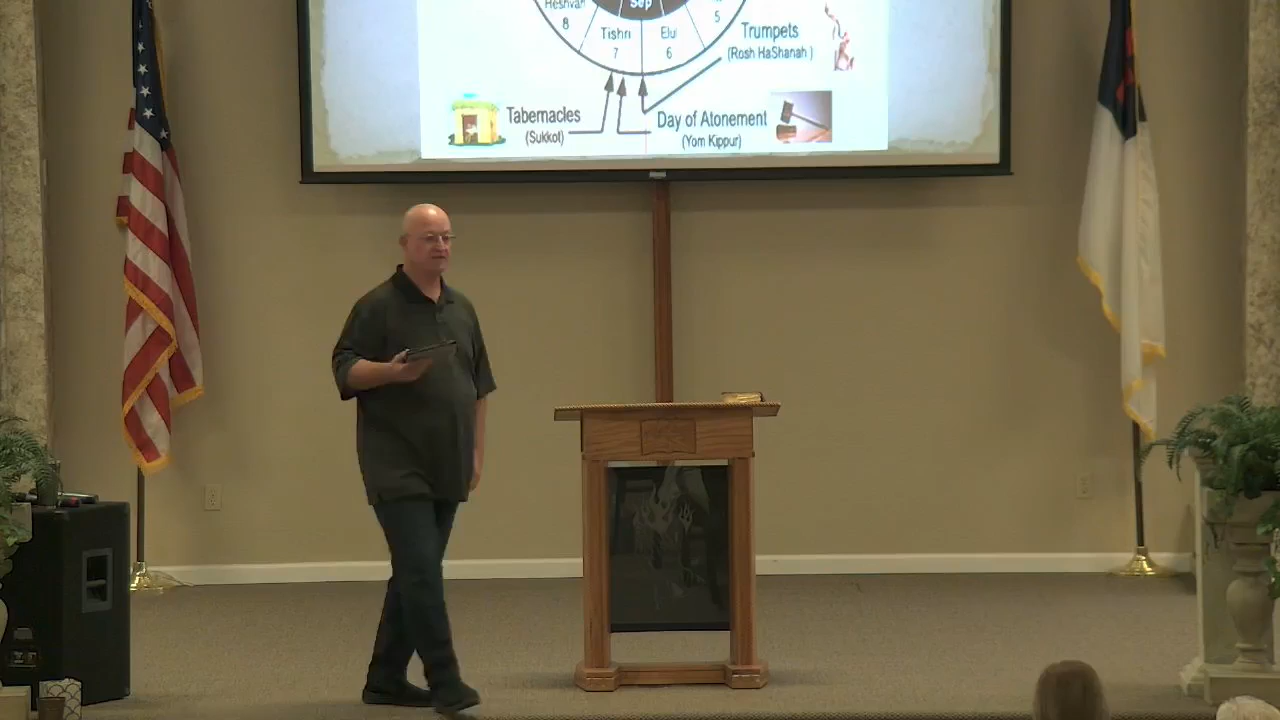 Sep
Heshvan
8
Tishri
7
Elul
6
5
Trumpets
(Rosh HaShanah )
Tabernacles
(Sukkot)
Day of Atonement
(Yom Kippur)